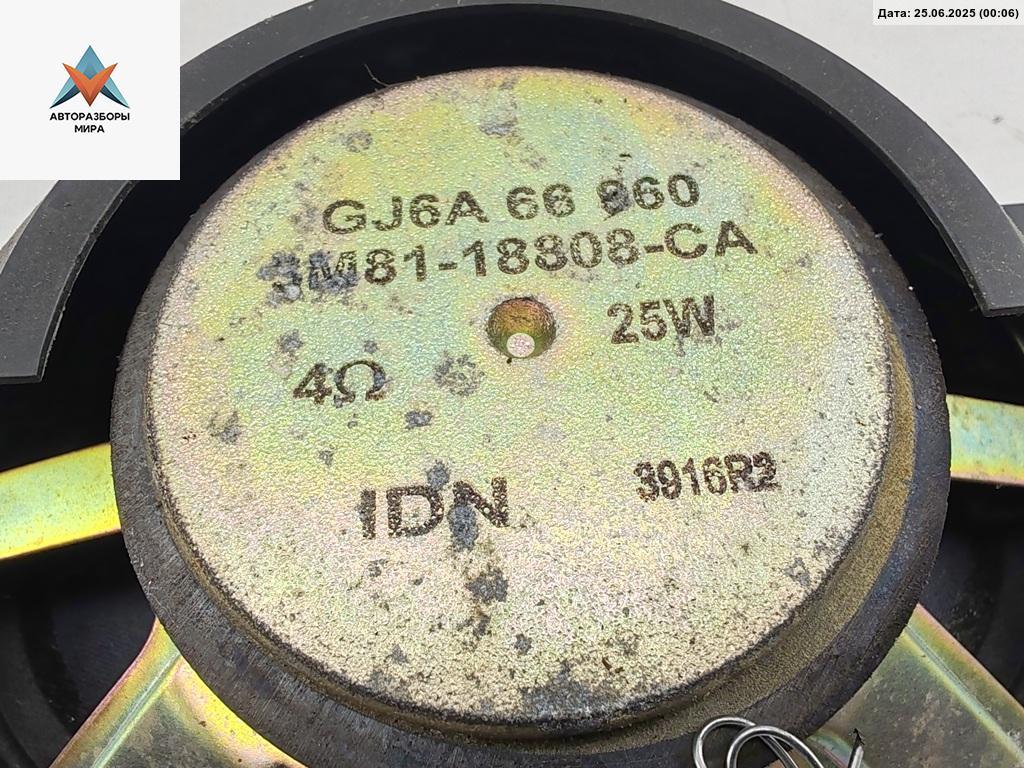 Дата: 25.06.2025 (00:06)
АВТОРАЗБОРЫ
МИРА
GJ6A 66 960
3M81-18808-CA
25W
4Ω
IDN
3916R2